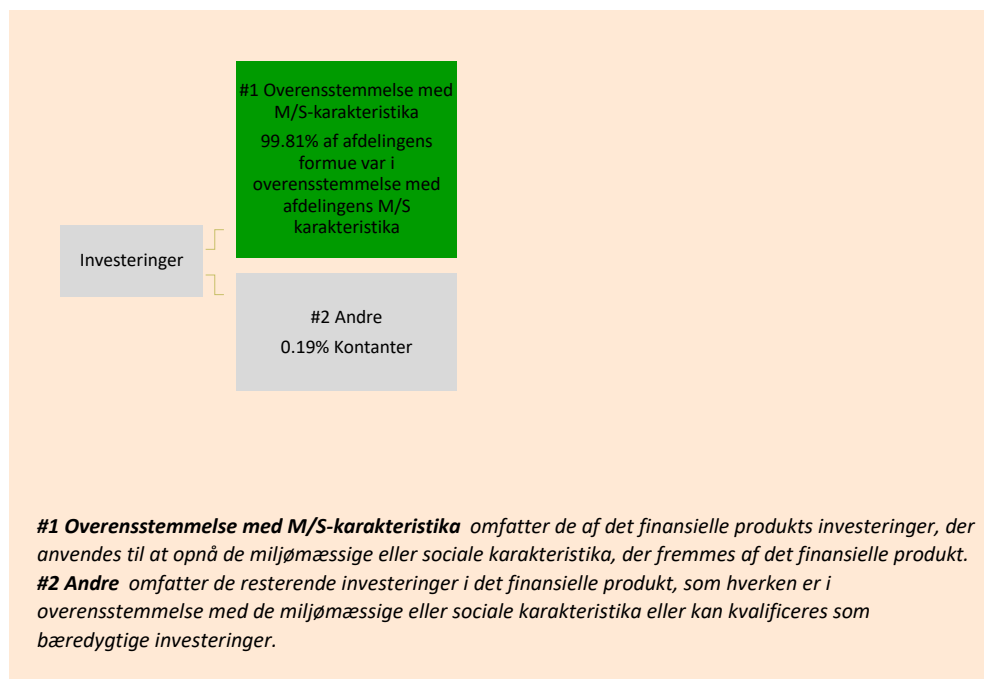 #1 Overensstemmelse med
M/S-karakteristika
99.81% af afdelingens
formue var i
overensstemmelse med
afdelingens M/S
karakteristika
Investeringer
#2 Andre
0.19% Kontanter
#1 Overensstemmelse med M/S-karakteristika omfatter de af det finansielle produkts investeringer, der
anvendes til at opnå de miljømæssige eller sociale karakteristika, der fremmes af det finansielle produkt.
#2 Andre omfatter de resterende investeringer i det finansielle produkt, som hverken er i
overensstemmelse med de miljømæssige eller sociale karakteristika eller kan kvalificeres som
bæredygtige investeringer.